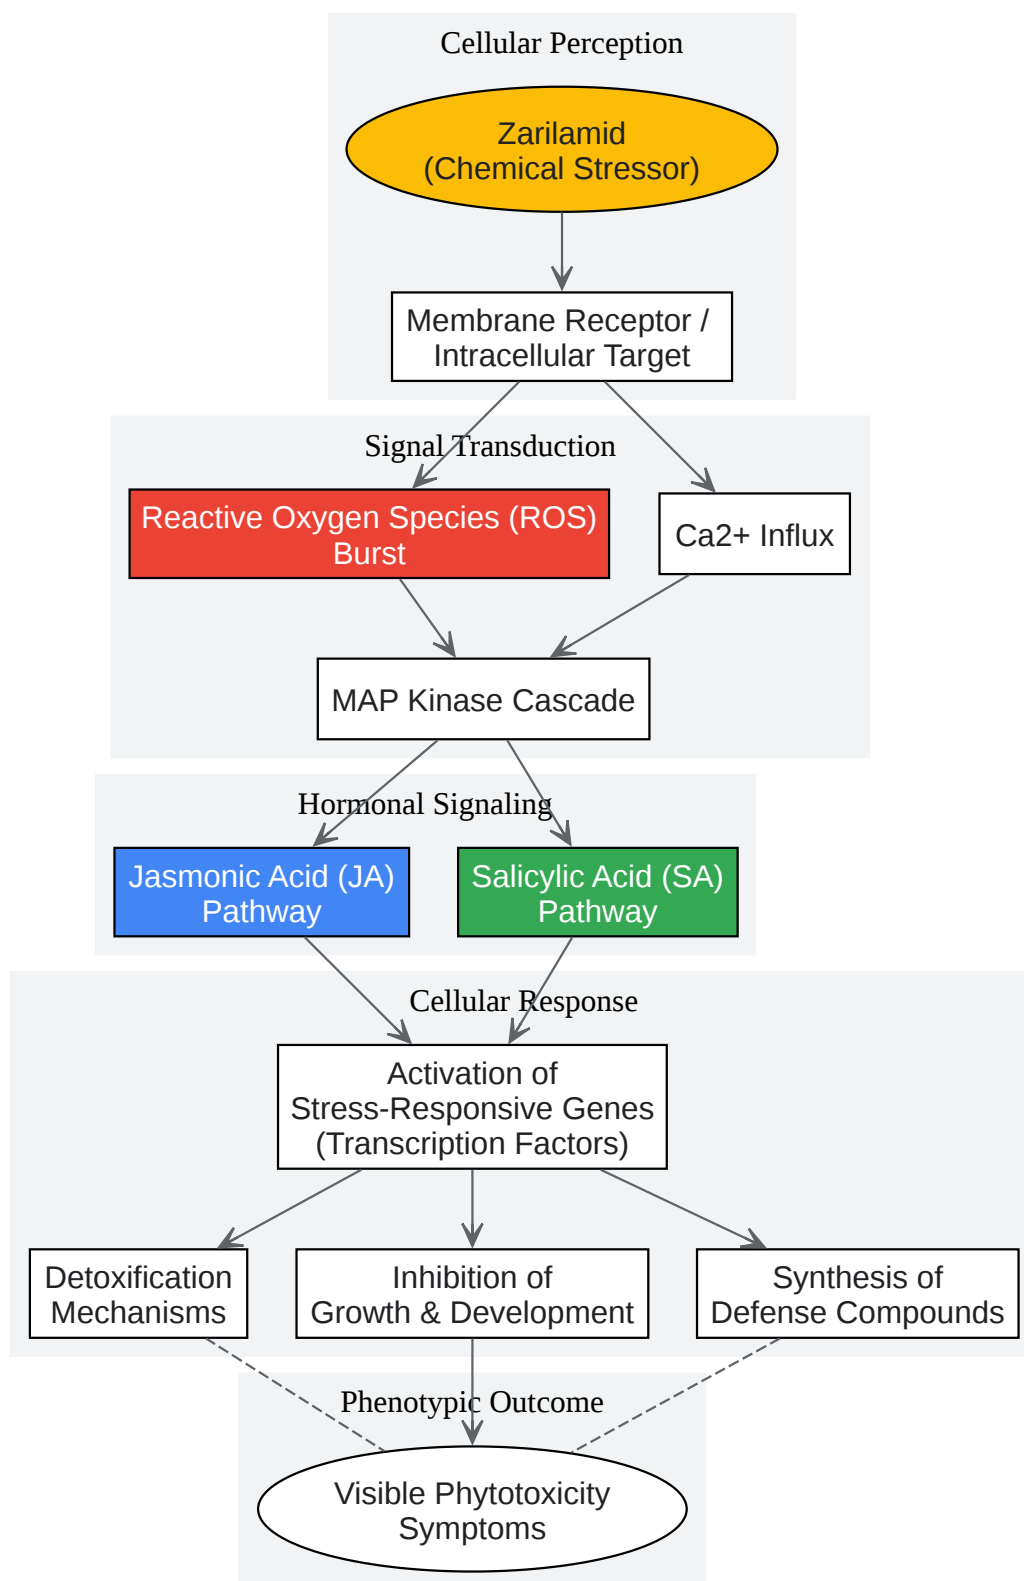 Cellular Perception
Zarilamid
(Chemical Stressor)
Membrane Receptor /
Intracellular Target
Signal Transduction
Reactive Oxygen Species (ROS)
Burst
Ca2+ Influx
MAP Kinase Cascade
Hormonal Signaling
Jasmonic Acid (JA)
Pathway
Salicylic Acid (SA)
Pathway
Cellular Response
Activation of
Stress-Responsive Genes
(Transcription Factors)
Detoxification
Mechanisms
Inhibition of
Growth & Development
Synthesis of
Defense Compounds
Phenotypic Outcome
Visible Phytotoxicity
Symptoms